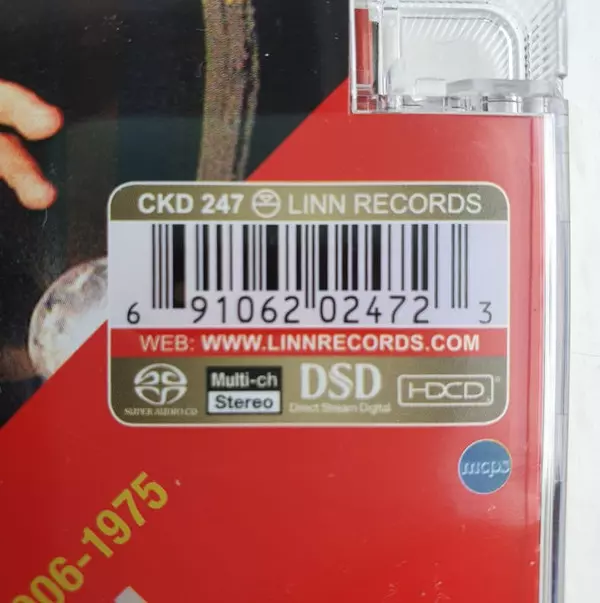 CKD 247 LINN RECORDS
6 91062 02472 3
WEB: WWW.LINNRECORDS.COM
SUPER AUDIO CD
Multi-ch
Stereo
DSD
Direct Stream Digital
HDCD
mcps
906-1975